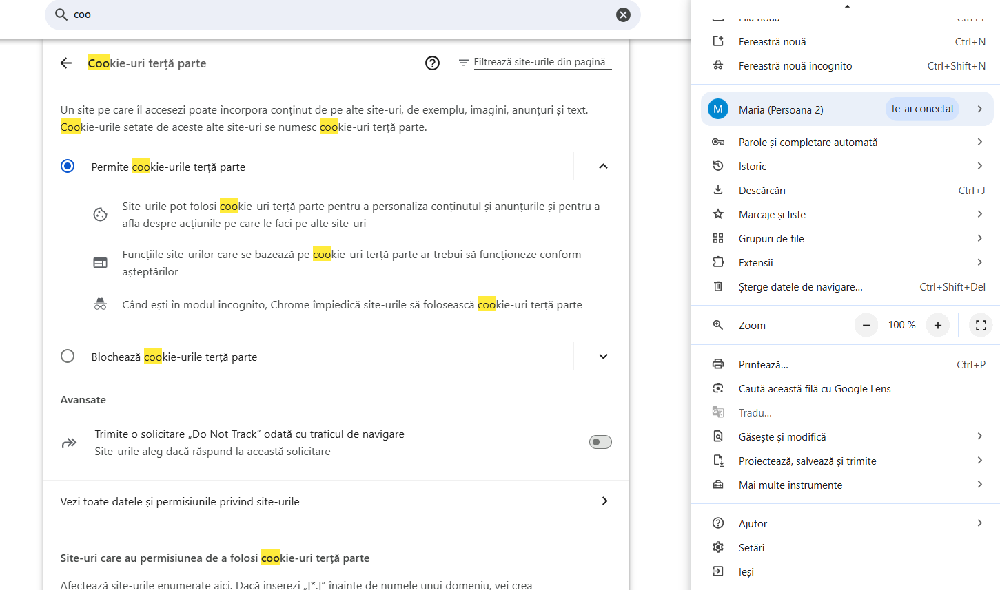 coo
Cookie-uri terță parte
Filtrează site-urile din pagină
Un site pe care îl accesezi poate încorpora conținut de pe alte site-uri, de exemplu, imagini, anunțuri și text.
Cookie-urile setate de aceste alte site-uri se numesc cookie-uri terță parte.
Permite cookie-urile terță parte
Site-urile pot folosi cookie-uri terță parte pentru a personaliza conținutul și anunțurile și pentru a
afla despre acțiunile pe care le faci pe alte site-uri
Funcțiile site-urilor care se bazează pe cookie-uri terță parte ar trebui să funcționeze conform
așteptărilor
Când ești în modul incognito, Chrome împiedică site-urile să folosească cookie-uri terță parte
Blochează cookie-urile terță parte
Avansate
Trimite o solicitare „Do Not Track” odată cu traficul de navigare
Site-urile aleg dacă răspund la această solicitare
Vezi toate datele și permisiunile privind site-urile
Site-uri care au permisiunea de a folosi cookie-uri terță parte
Afectează site-urile enumerate aici. Dacă inserezi „[*.]” înainte de numele unui domeniu, vei crea
Filă nouă Ctrl+T
Fereastră nouă Ctrl+N
Fereastră nouă incognito Ctrl+Shift+N
M Maria (Persoana 2) Te-ai conectat
Parole și completare automată
Istoric
Descărcări Ctrl+J
Marcaje și liste
Grupuri de file
Extensii
Șterge datele de navigare... Ctrl+Shift+Del
Zoom − 100 % +
Printează... Ctrl+P
Caută această filă cu Google Lens
Tradu...
Găsește și modifică
Proiectează, salvează și trimite
Mai multe instrumente
Ajutor
Setări
Ieși